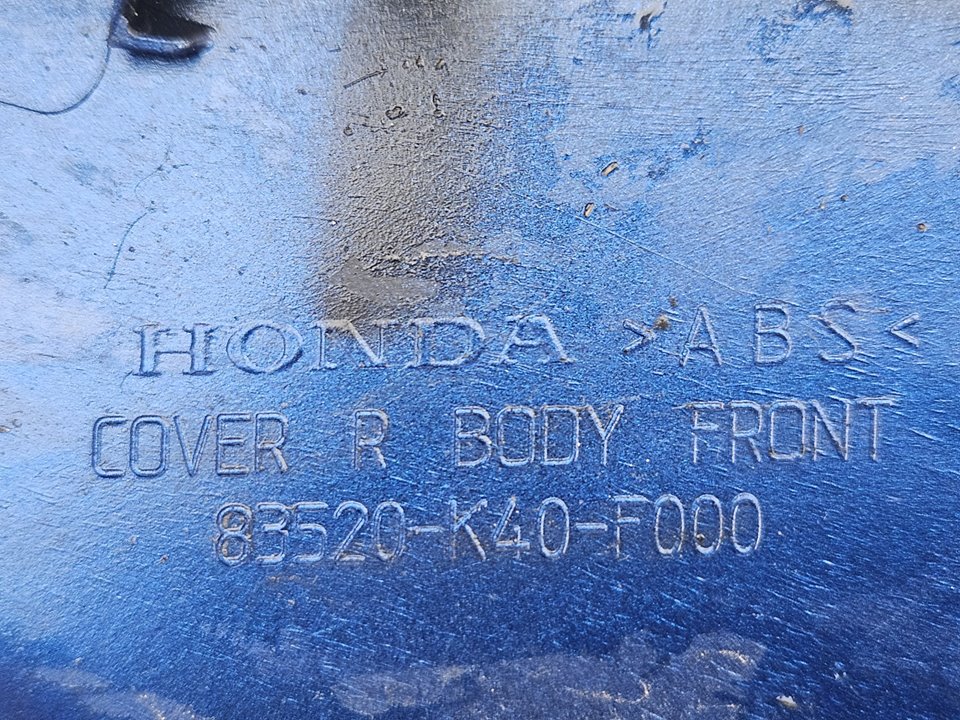 HONDA >ABS<
COVER R BODY FRONT
83520-K40-F000